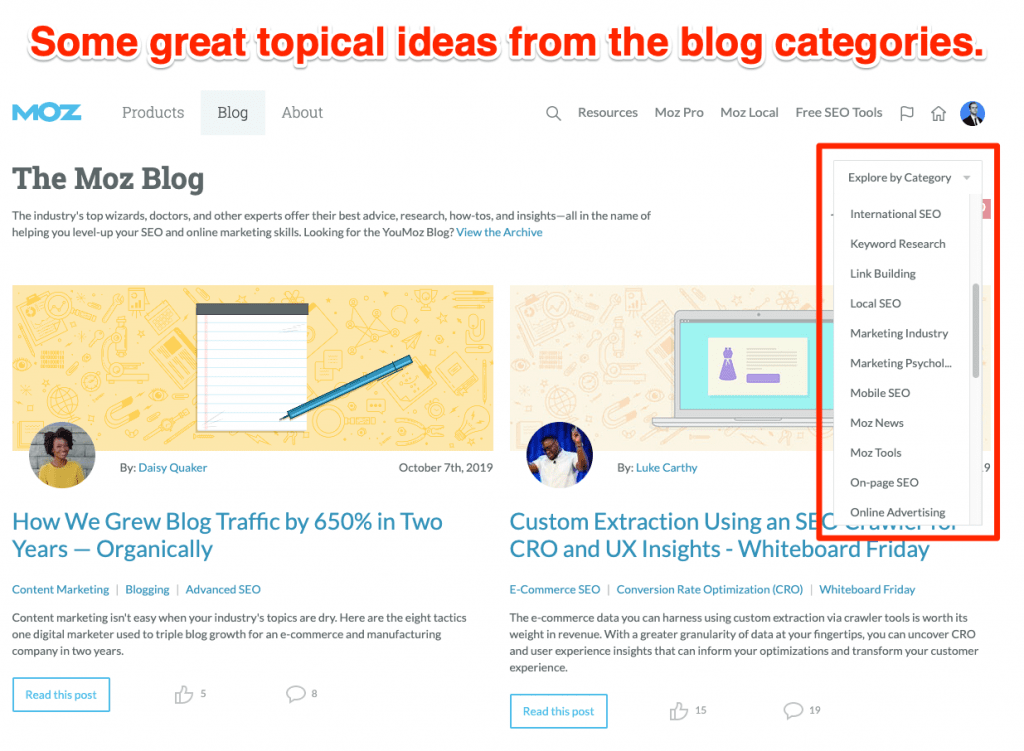 Some great topical ideas from the blog categories.
MOZ
Products
Blog
About
Resources
Moz Pro
Moz Local
Free SEO Tools
The Moz Blog
The industry's top wizards, doctors, and other experts offer their best advice, research, how-tos, and insights—all in the name of
helping you level-up your SEO and online marketing skills. Looking for the YouMoz Blog? View the Archive
Explore by Category
International SEO
Keyword Research
Link Building
Local SEO
Marketing Industry
Marketing Psychol...
Mobile SEO
Moz News
Moz Tools
On-page SEO
Online Advertising
By: Daisy Quaker
October 7th, 2019
How We Grew Blog Traffic by 650% in Two
Years — Organically
Content Marketing | Blogging | Advanced SEO
Content marketing isn't easy when your industry's topics are dry. Here are the eight tactics
one digital marketer used to triple blog growth for an e-commerce and manufacturing
company in two years.
Read this post
5
8
By: Luke Carthy
Custom Extraction Using an SEO Crawler for
CRO and UX Insights - Whiteboard Friday
E-Commerce SEO | Conversion Rate Optimization (CRO) | Whiteboard Friday
The e-commerce data you can harness using custom extraction via crawler tools is worth its
weight in revenue. With a greater granularity of data at your fingertips, you can uncover CRO
and user experience insights that can inform your optimizations and transform your customer
experience.
Read this post
15
19